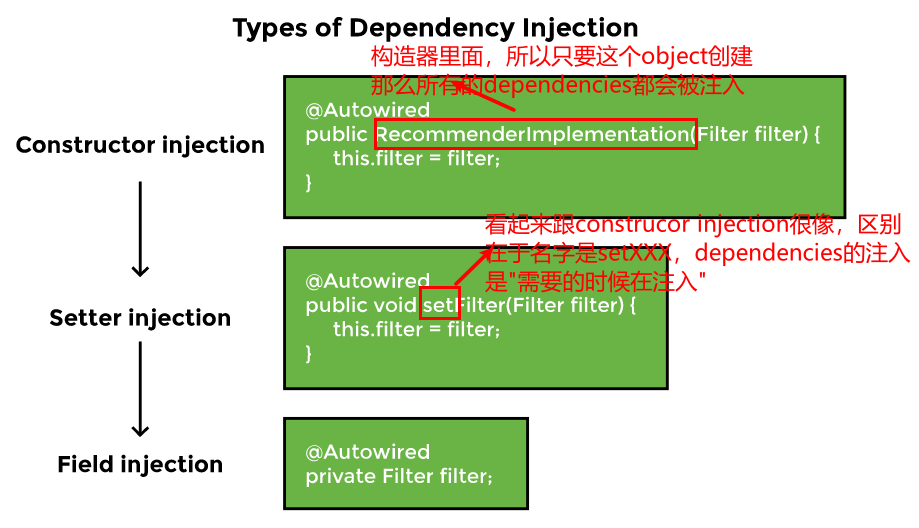 Types of Dependency Injection
构造器里面，所以只要这个object创建
那么所有的dependencies都会被注入
Constructor injection
@Autowired
public RecommenderImplementation(Filter filter) {
this.filter = filter;
}
看起来跟construcor injection很像，区别
在于名字是setXXX，dependencies的注入
是"需要的时候在注入"
Setter injection
@Autowired
public void setFilter(Filter filter) {
this.filter = filter;
}
Field injection
@Autowired
private Filter filter;